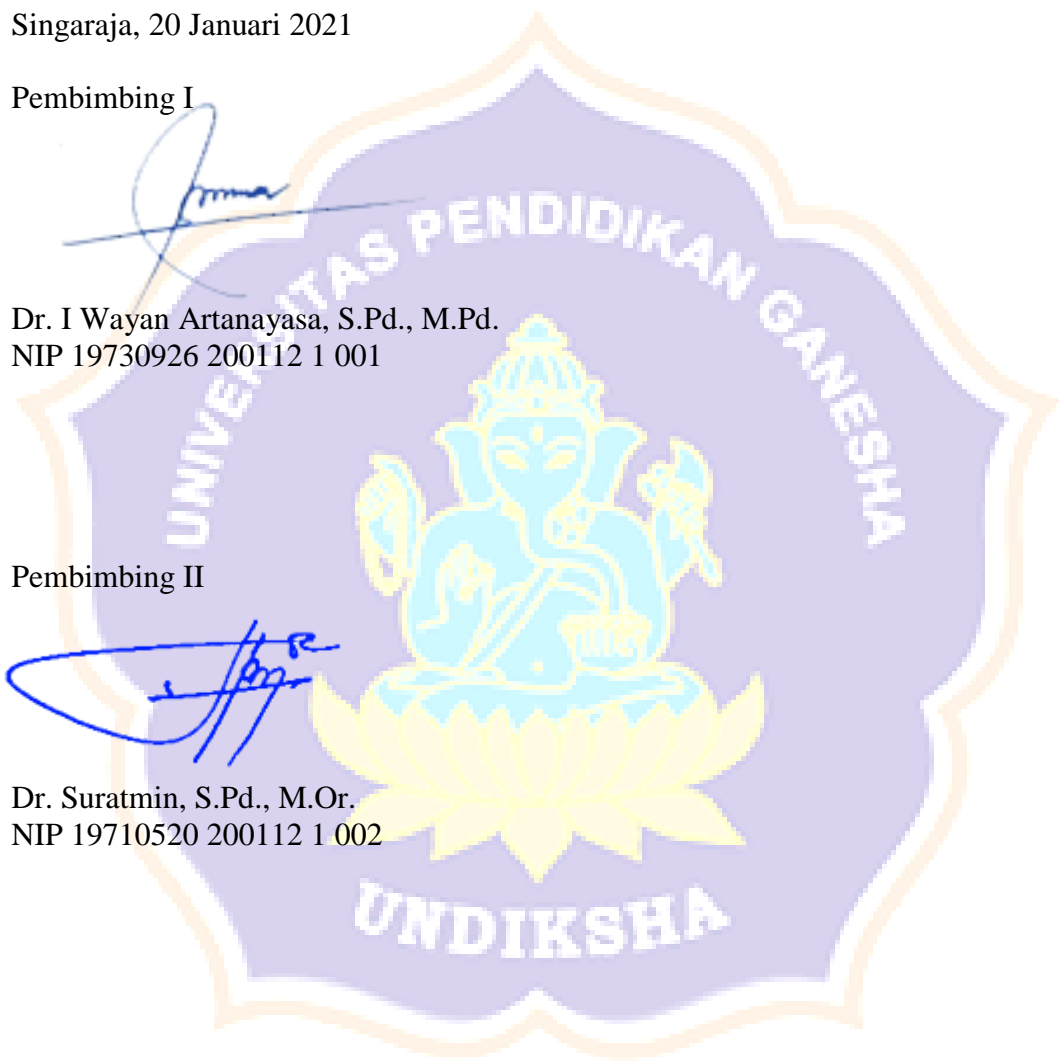 Singaraja, 20 Januari 2021
Pembimbing I
Dr. I Wayan Artanayasa, S.Pd., M.Pd.
NIP 19730926 200112 1 001
Pembimbing II
Dr. Suratmin, S.Pd., M.Or.
NIP 19710520 200112 1 002
UNIVERSITAS PENDIDIKAN GANESHA
UNDIKSHA